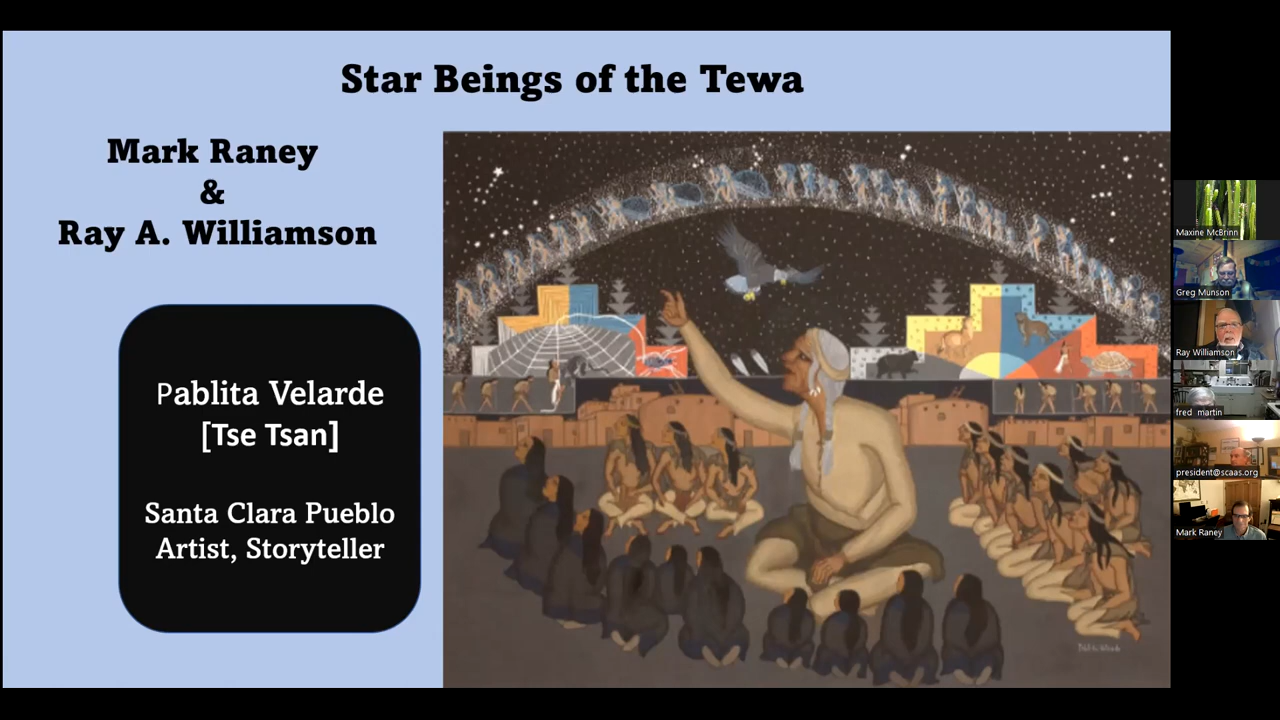 Star Beings of the Tewa
Mark Raney
&
Ray A. Williamson
Pablita Velarde
[Tse Tsan]
Santa Clara Pueblo
Artist, Storyteller
Maxine McBrinn
Greg Munson
Ray Williamson
fred martin
president@scaas.org
Mark Raney